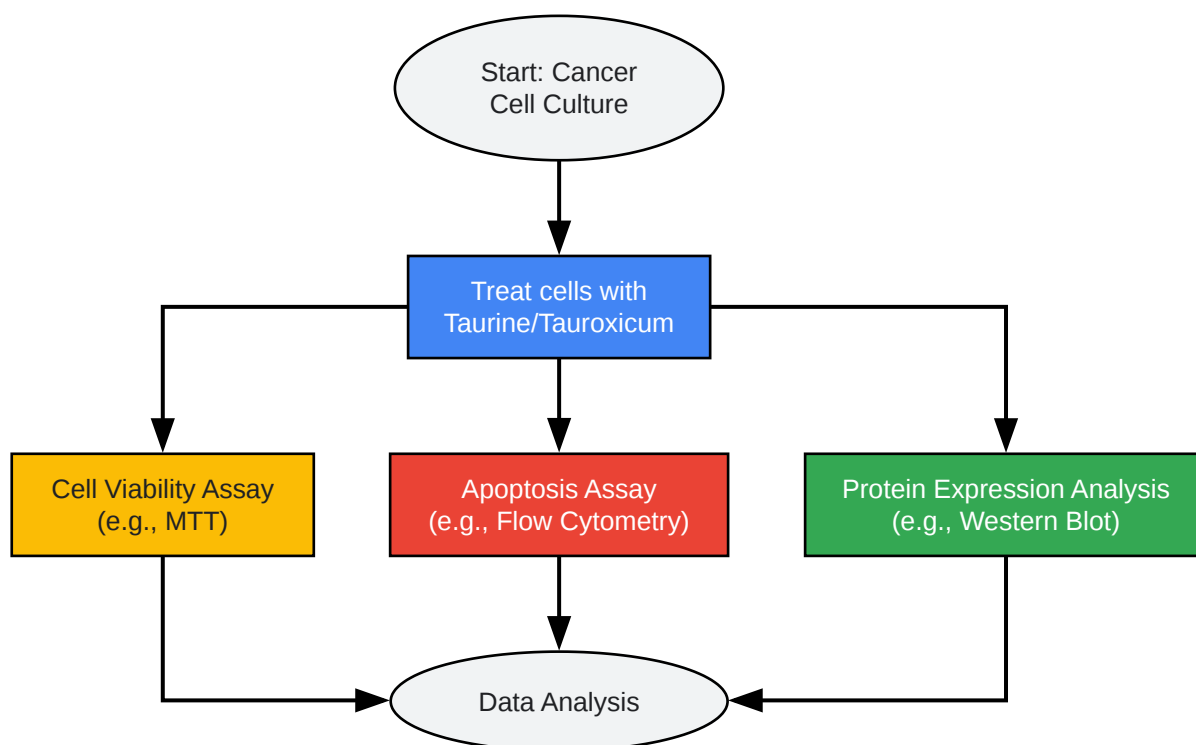 Start: Cancer
Cell Culture
Treat cells with
Taurine/Tauroxicum
Cell Viability Assay
(e.g., MTT)
Apoptosis Assay
(e.g., Flow Cytometry)
Protein Expression Analysis
(e.g., Western Blot)
Data Analysis